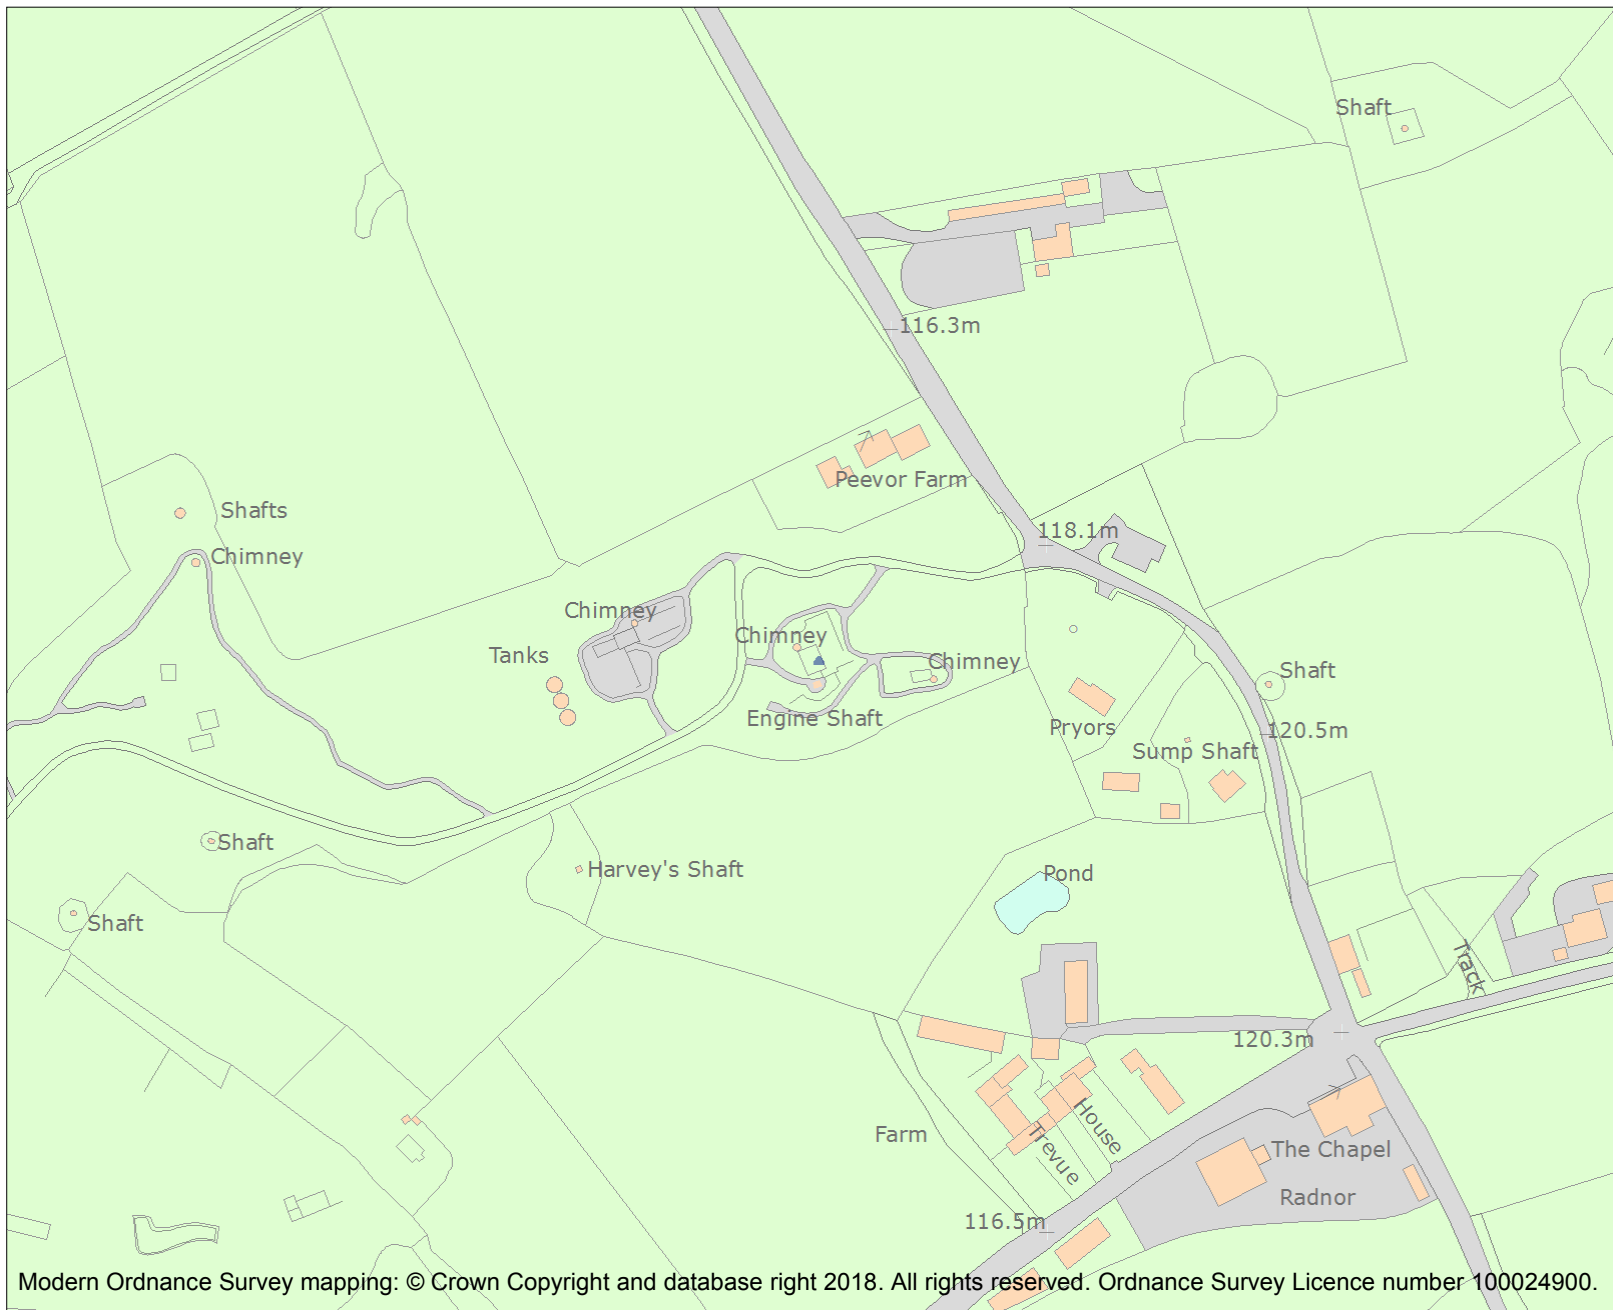 Shaft
116.3m
Peevor Farm
Shafts
118.1m
Chimney
Chimney
Chimney
Tanks
Chimney
Shaft
Engine Shaft
Pryors
120.5m
Sump Shaft
Shaft
Harvey's Shaft
Pond
Shaft
Track
120.3m
Farm
House
Trevue
The Chapel
Radnor
116.5m
Modern Ordnance Survey mapping: © Crown Copyright and database right 2018. All rights reserved. Ordnance Survey Licence number 100024900.